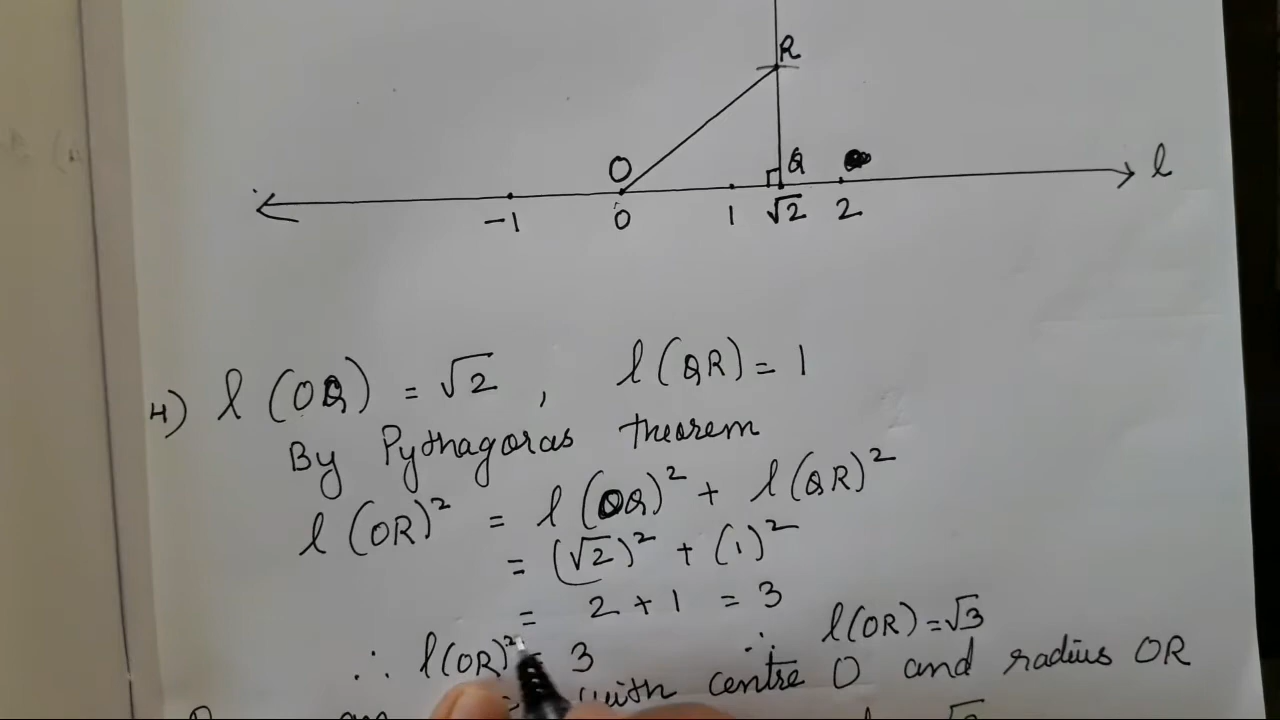 R
O Q l
-1 0 1 √2 2
4) l (OQ) = √2 , l (QR) = 1
By Pythagoras theorem
l (OR)² = l (OQ)² + l (QR)²
= (√2)² + (1)²
= 2 + 1 = 3
∴ l(OR)² = 3 ∴ l(OR) = √3
with centre O and radius OR